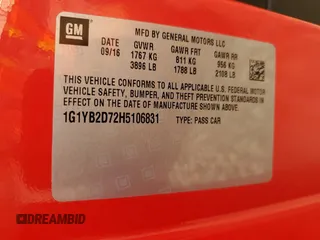 GM
MFD BY GENERAL MOTORS LLC
DATE GVWR GAWR FRT GAWR RR
09/16 1767 KG 811 KG 956 KG
3896 LB 1788 LB 2108 LB
THIS VEHICLE CONFORMS TO ALL APPLICABLE U.S. FEDERAL MOTOR
VEHICLE SAFETY, BUMPER, AND THEFT PREVENTION STANDARDS IN
EFFECT ON THE DATE OF MANUFACTURE SHOWN ABOVE.
1G1YB2D72H5106831 TYPE: PASS CAR
DREAMBID